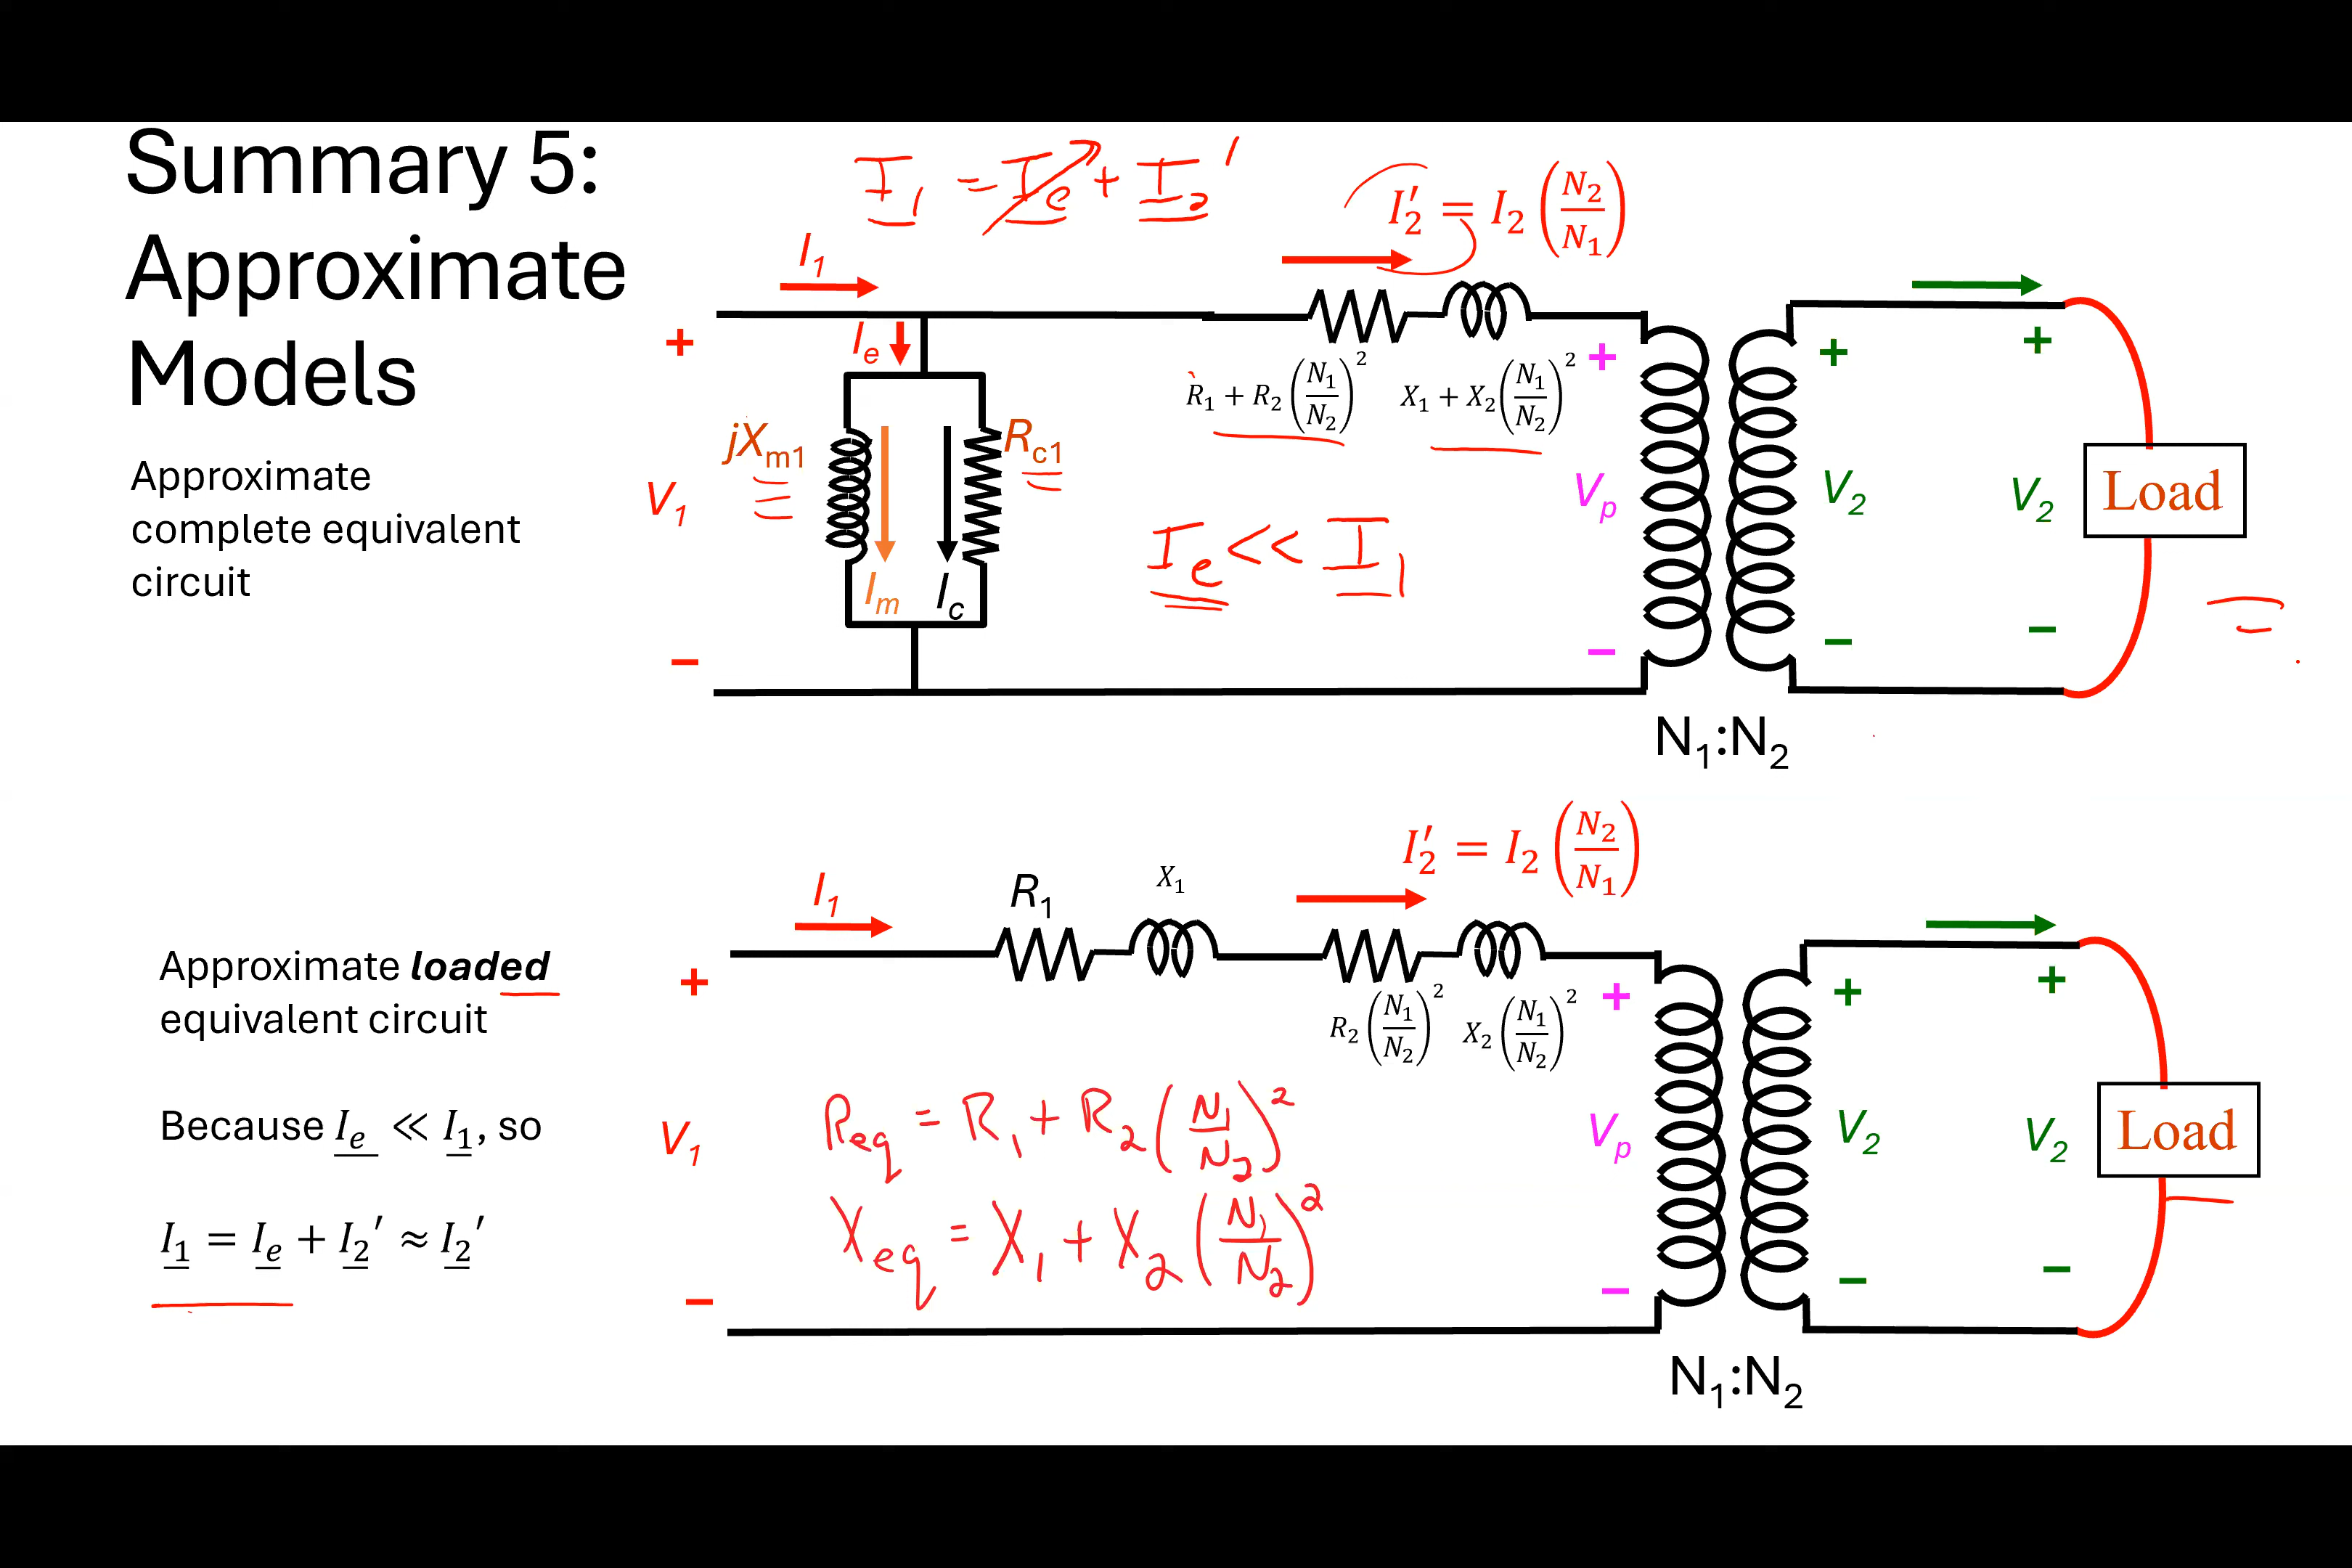 Summary 5:
Approximate
Models
Approximate
complete equivalent
circuit
I₁ = Iₑ + I₂′
I₂′ = I₂ (N₂/N₁)
I₁
Iₑ
+
jXₘ₁
R_c1
V₁
Iₘ
I_c
−
R₁ + R₂ (N₁/N₂)²
X₁ + X₂ (N₁/N₂)²
Iₑ << I₁
+
Vₚ
−
+
V₂
−
+
V₂
−
Load
N₁:N₂
Approximate loaded
equivalent circuit
Because Iₑ ≪ I₁, so
I₁ = Iₑ + I₂′ ≈ I₂′
I₁
R₁
X₁
I₂′ = I₂ (N₂/N₁)
+
V₁
−
R₂ (N₁/N₂)²
X₂ (N₁/N₂)²
R_eq = R₁ + R₂ (N₁/N₂)²
X_eq = X₁ + X₂ (N₁/N₂)²
+
Vₚ
−
+
V₂
−
+
V₂
−
Load
N₁:N₂